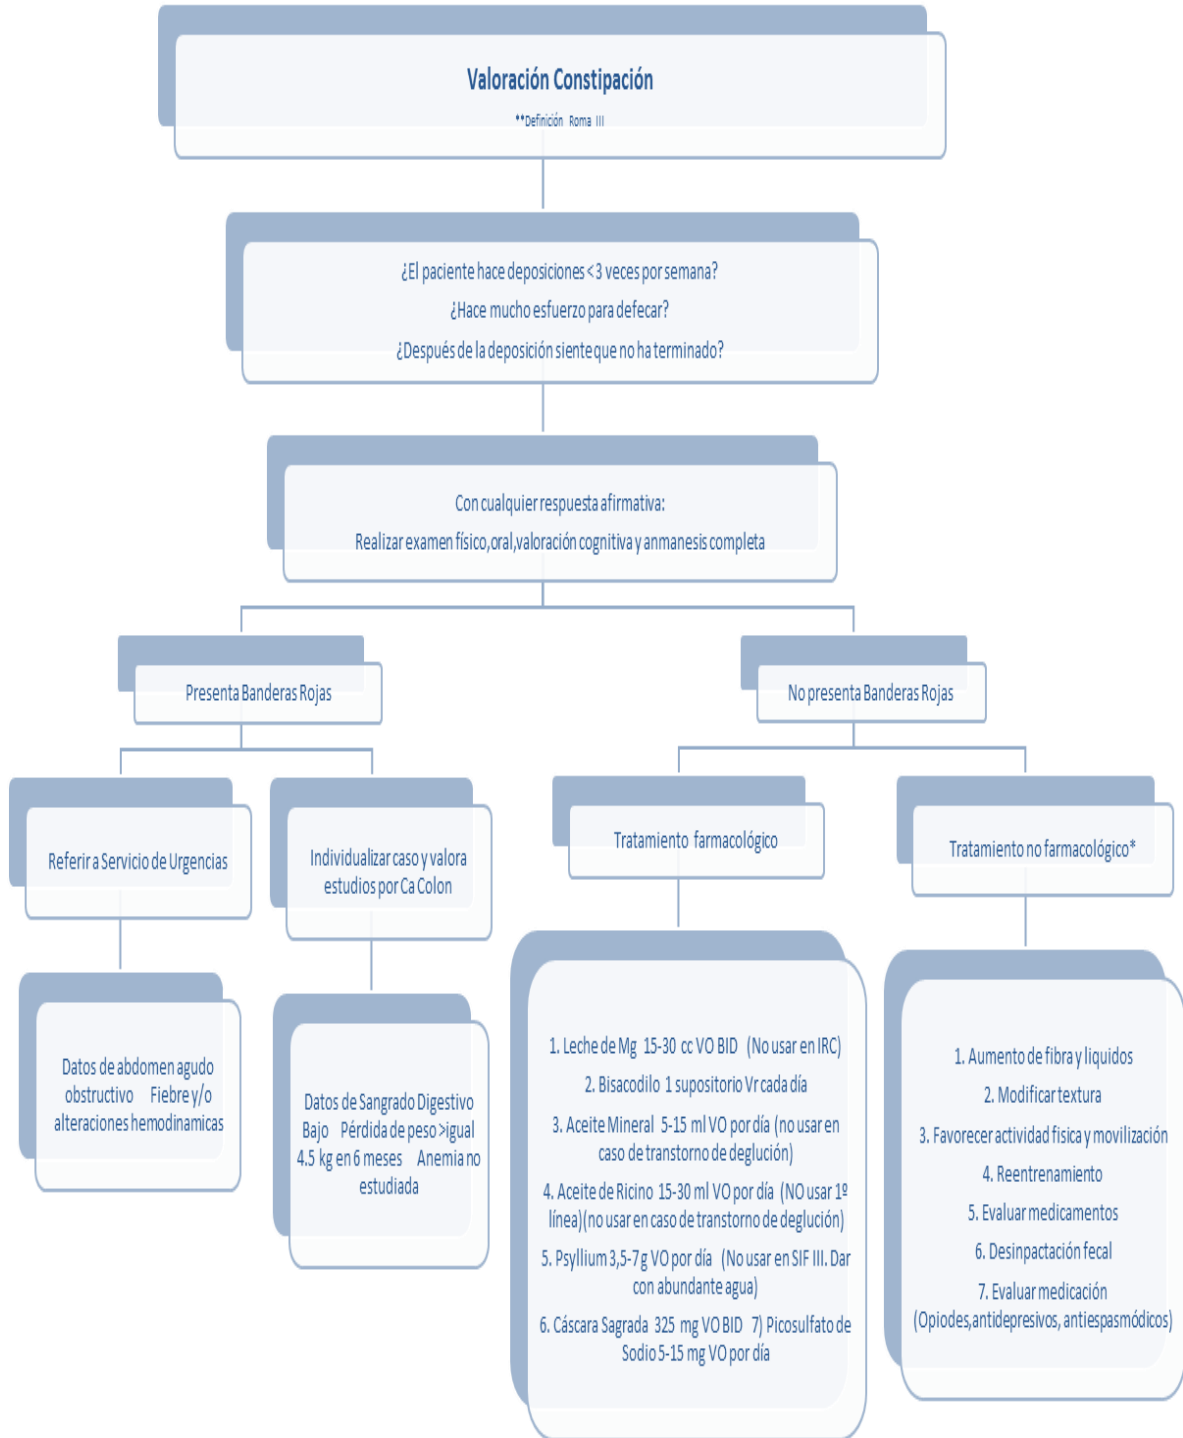 Valoración Constipación
**Definición Roma III
¿El paciente hace deposiciones < 3 veces por semana?
¿Hace mucho esfuerzo para defecar?
¿Después de la deposición siente que no ha terminado?
Con cualquier respuesta afirmativa:
Realizar examen físico,oral,valoración cognitiva y anmanesis completa
Presenta Banderas Rojas
No presenta Banderas Rojas
Referir a Servicio de Urgencias
Individualizar caso y valora
estudios por Ca Colon
Tratamiento farmacológico
Tratamiento no farmacológico*
Datos de abdomen agudo
obstructivo Fiebre y/o
alteraciones hemodinamicas
Datos de Sangrado Digestivo
Bajo Pérdida de peso >igual
4.5 kg en 6 meses Anemia no
estudiada
1. Leche de Mg 15-30 cc VO BID (No usar en IRC)
2. Bisacodilo 1 supositorio Vr cada día
3. Aceite Mineral 5-15 ml VO por día (no usar en
caso de transtorno de deglución)
4. Aceite de Ricino 15-30 ml VO por día (NO usar 1º
línea)(no usar en caso de transtorno de deglución)
5. Psyllium 3,5-7 g VO por día (No usar en SIF III. Dar
con abundante agua)
6. Cáscara Sagrada 325 mg VO BID 7) Picosulfato de
Sodio 5-15 mg VO por día
1. Aumento de fibra y liquidos
2. Modificar textura
3. Favorecer actividad fisica y movilización
4. Reentrenamiento
5. Evaluar medicamentos
6. Desinpactación fecal
7. Evaluar medicación
(Opiodes,antidepresivos, antiespasmódicos)